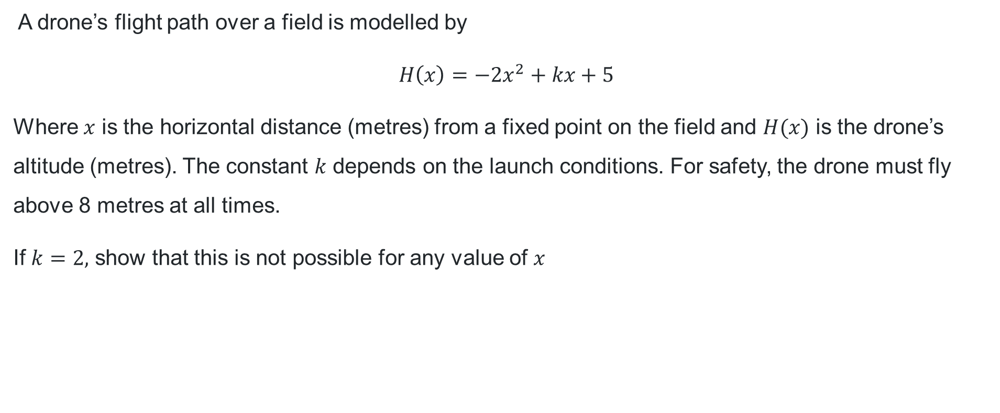 A drone’s flight path over a field is modelled by
H(x) = −2x² + kx + 5
Where x is the horizontal distance (metres) from a fixed point on the field and H(x) is the drone’s
altitude (metres). The constant k depends on the launch conditions. For safety, the drone must fly
above 8 metres at all times.
If k = 2, show that this is not possible for any value of x